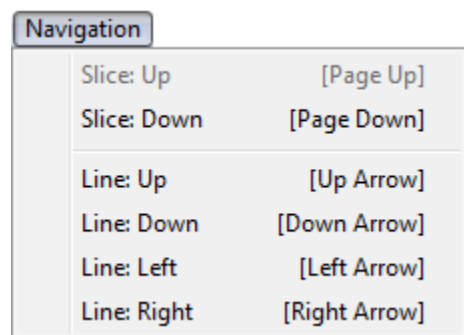 Navigation
Slice: Up [Page Up]
Slice: Down [Page Down]
Line: Up [Up Arrow]
Line: Down [Down Arrow]
Line: Left [Left Arrow]
Line: Right [Right Arrow]